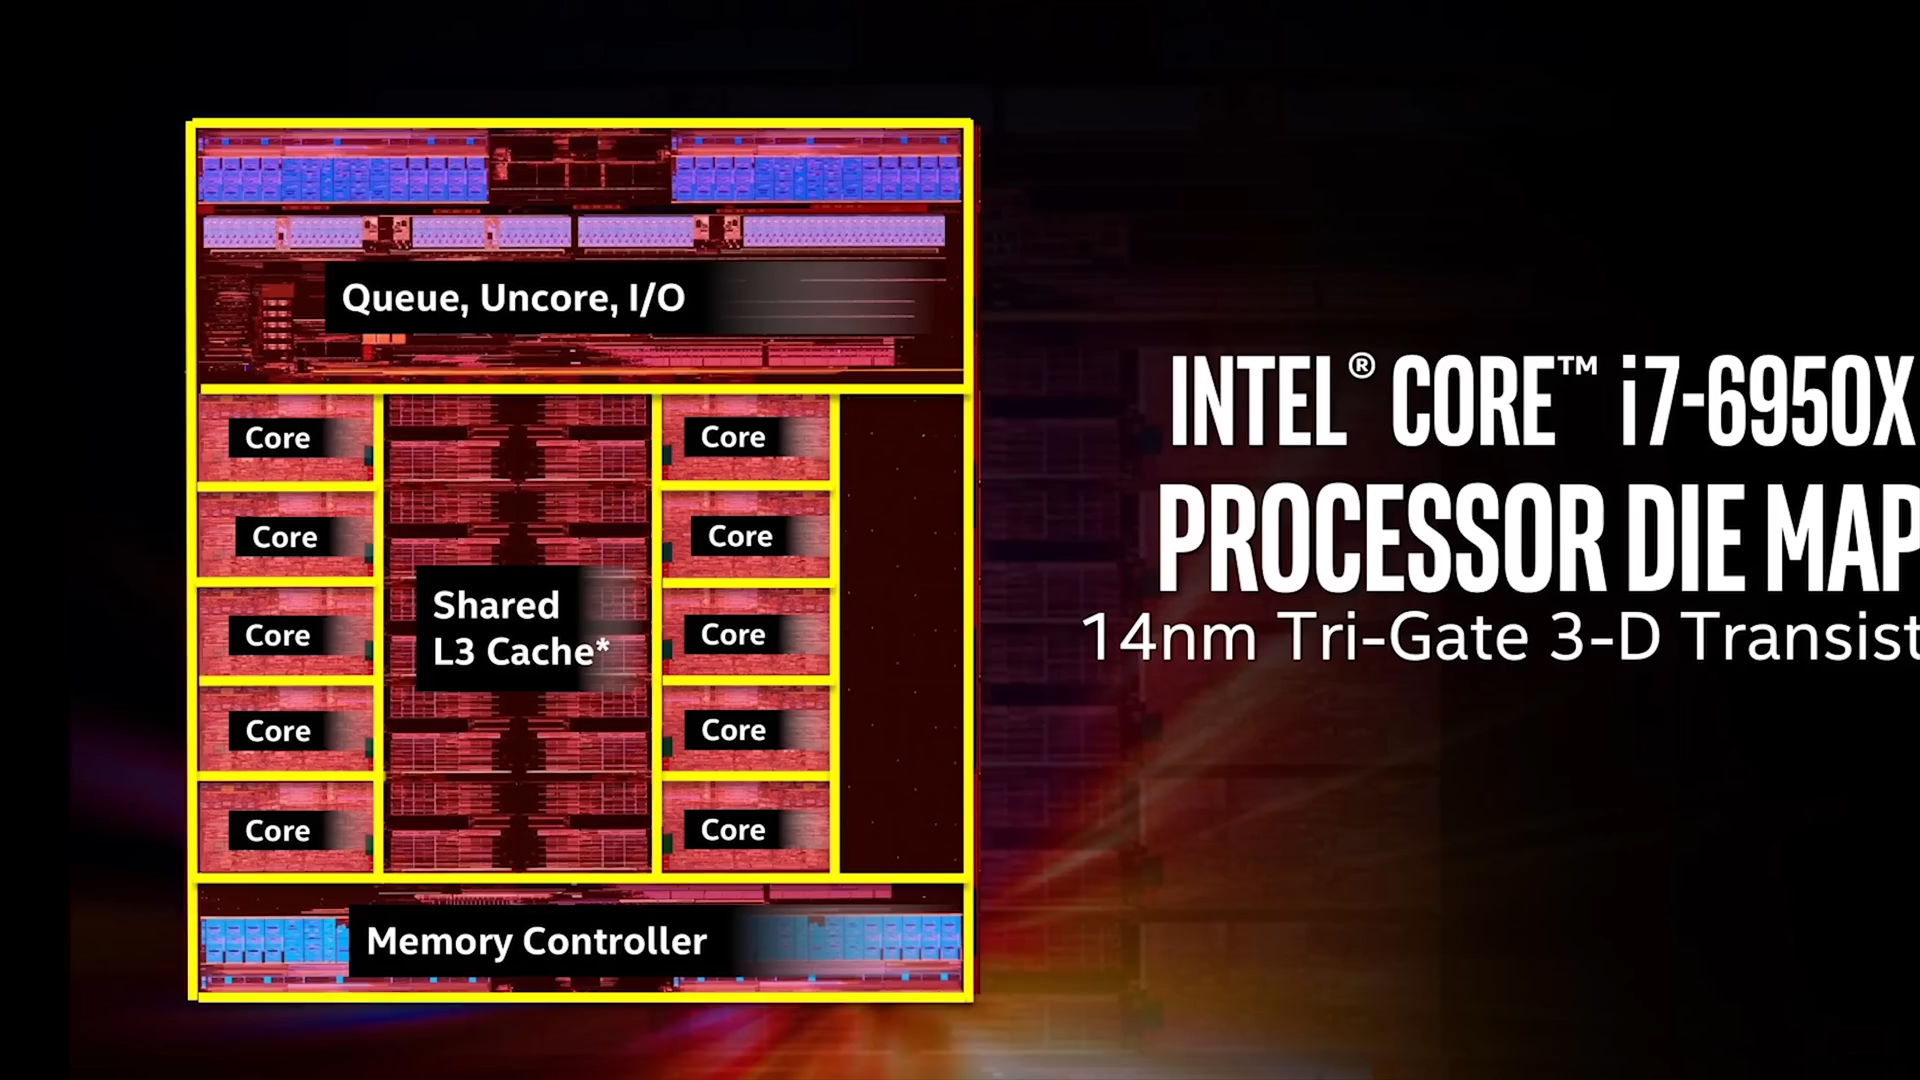 Queue, Uncore, I/O
Core
Core
Core
Core
Shared
L3 Cache*
Core
Core
Core
Core
Core
Core
Memory Controller
INTEL® CORE™ i7-6950X
PROCESSOR DIE MAP
14nm Tri-Gate 3-D Transist